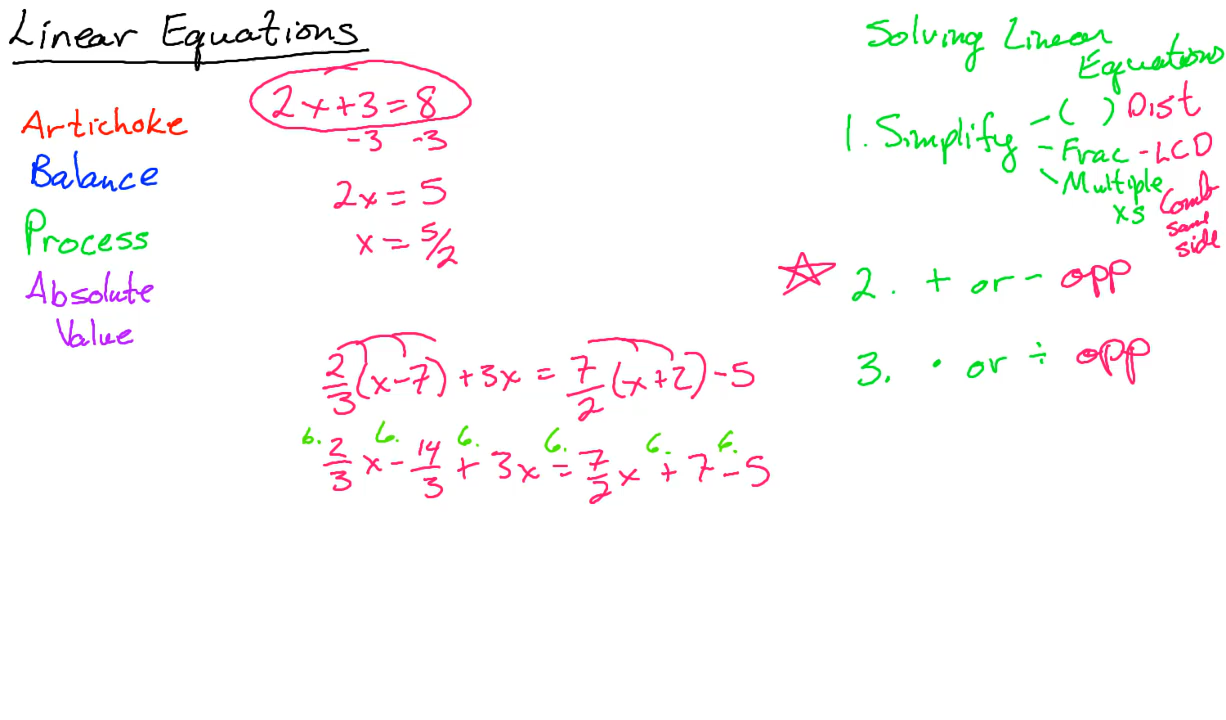 Linear Equations
Artichoke
Balance
Process
Absolute
Value
2x+3=8
-3 -3
2x=5
x=5/2
2/3(x-7)+3x=7/2(x+2)-5
6. 6. 6. 6. 6. 6.
2/3x-14/3+3x=7/2x+7-5
Solving Linear
Equations
1. Simplify - ( ) Dist
- Frac - LCD
- Multiple
xs Comb
same
side
2. + or - opp
3. · or ÷ opp